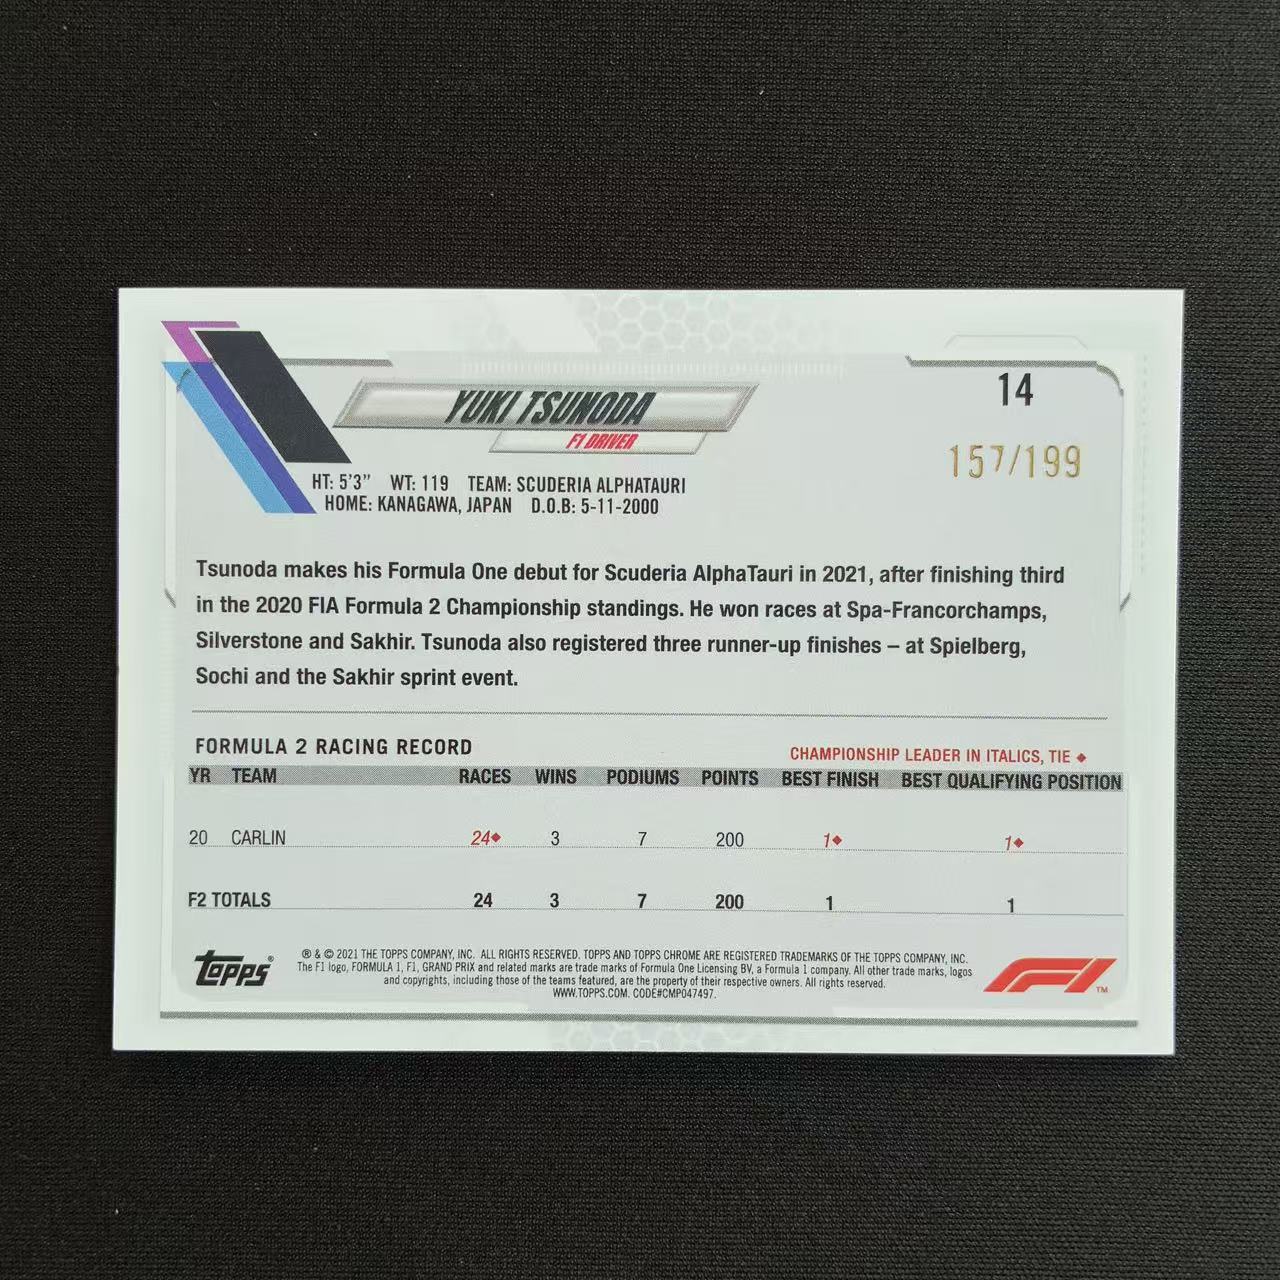 14
157/199
YUKI TSUNODA
F1 DRIVER
HT: 5'3" WT: 119 TEAM: SCUDERIA ALPHATAURI
HOME: KANAGAWA, JAPAN D.O.B: 5-11-2000
Tsunoda makes his Formula One debut for Scuderia AlphaTauri in 2021, after finishing third
in the 2020 FIA Formula 2 Championship standings. He won races at Spa-Francorchamps,
Silverstone and Sakhir. Tsunoda also registered three runner-up finishes – at Spielberg,
Sochi and the Sakhir sprint event.
FORMULA 2 RACING RECORD
CHAMPIONSHIP LEADER IN ITALICS, TIE ◆
YR TEAM RACES WINS PODIUMS POINTS BEST FINISH BEST QUALIFYING POSITION
20 CARLIN 24◆ 3 7 200 1◆ 1◆
F2 TOTALS 24 3 7 200 1 1
topps®
® & © 2021 THE TOPPS COMPANY, INC. ALL RIGHTS RESERVED. TOPPS AND TOPPS CHROME ARE REGISTERED TRADEMARKS OF THE TOPPS COMPANY, INC.
The F1 logo, FORMULA 1, F1, GRAND PRIX and related marks are trade marks of Formula One Licensing BV, a Formula 1 company. All other trade marks, logos
and copyrights, including those of the teams featured, are the property of their respective owners. All rights reserved.
WWW.TOPPS.COM. CODE#CMP047497.
F1™